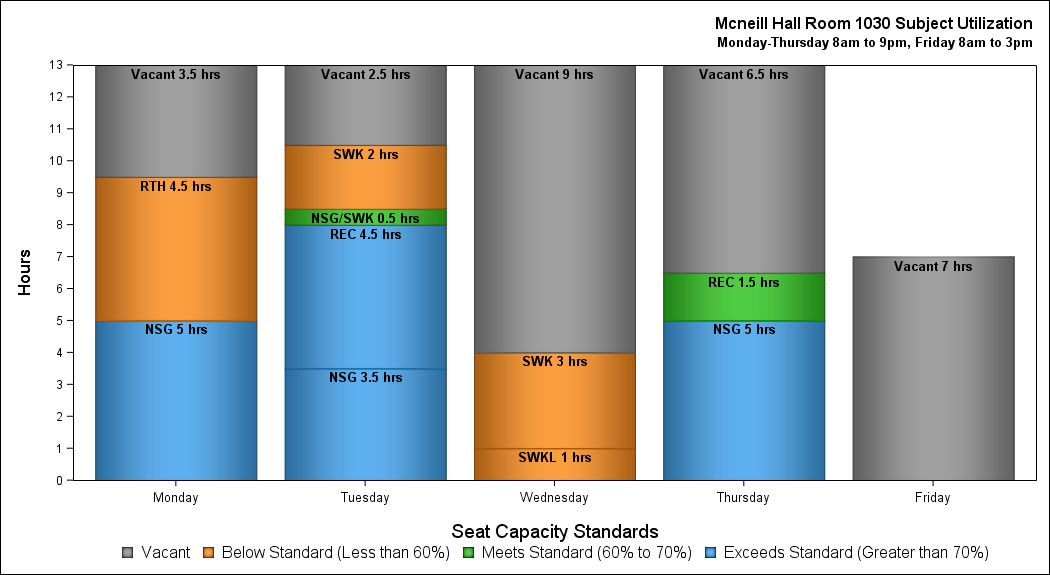 Mcneill Hall Room 1030 Subject Utilization
Monday-Thursday 8am to 9pm, Friday 8am to 3pm
Hours
13
12
11
10
9
8
7
6
5
4
3
2
1
0
Vacant 3.5 hrs
RTH 4.5 hrs
NSG 5 hrs
Vacant 2.5 hrs
SWK 2 hrs
NSG/SWK 0.5 hrs
REC 4.5 hrs
NSG 3.5 hrs
Vacant 9 hrs
SWK 3 hrs
SWKL 1 hrs
Vacant 6.5 hrs
REC 1.5 hrs
NSG 5 hrs
Vacant 7 hrs
Monday Tuesday Wednesday Thursday Friday
Seat Capacity Standards
Vacant Below Standard (Less than 60%) Meets Standard (60% to 70%) Exceeds Standard (Greater than 70%)